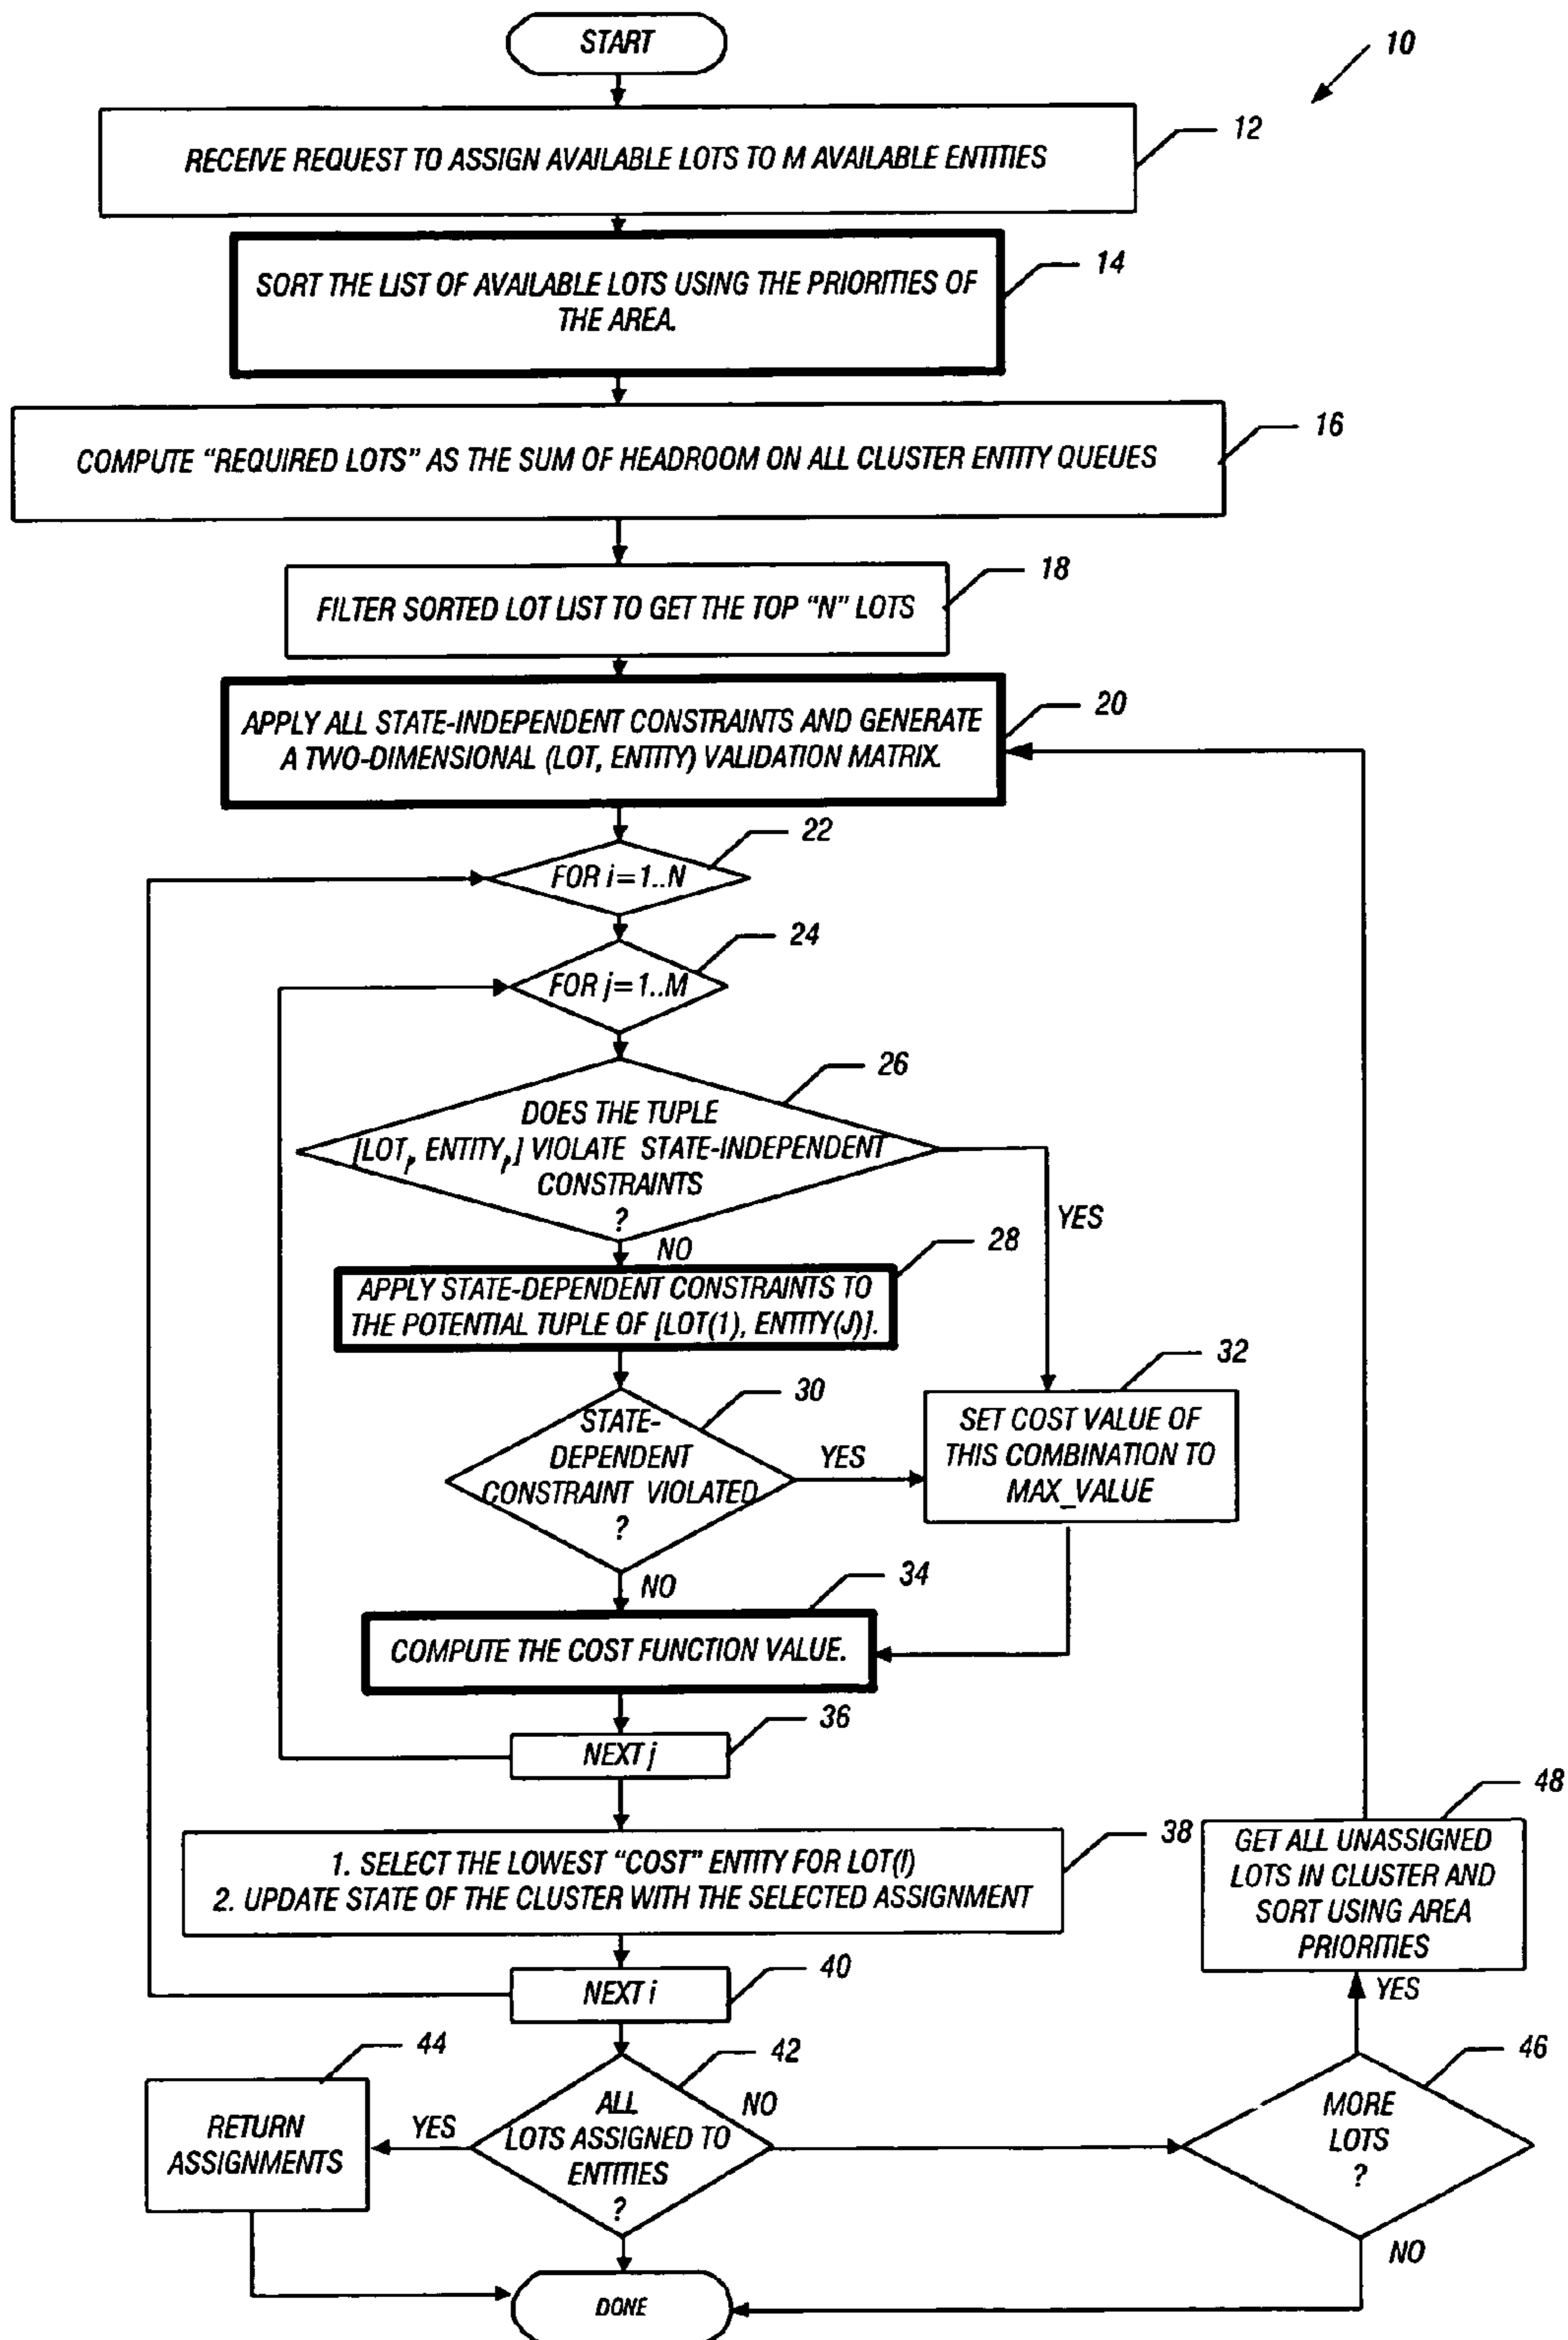 START
10
RECEIVE REQUEST TO ASSIGN AVAILABLE LOTS TO M AVAILABLE ENTITIES
12
SORT THE LIST OF AVAILABLE LOTS USING THE PRIORITIES OF
THE AREA.
14
COMPUTE “REQUIRED LOTS” AS THE SUM OF HEADROOM ON ALL CLUSTER ENTITY QUEUES
16
FILTER SORTED LOT LIST TO GET THE TOP “N” LOTS
18
APPLY ALL STATE-INDEPENDENT CONSTRAINTS AND GENERATE
A TWO-DIMENSIONAL (LOT, ENTITY) VALIDATION MATRIX.
20
FOR i=1..N
22
FOR j=1..M
24
DOES THE TUPLE
[LOT, ENTITY,] VIOLATE STATE-INDEPENDENT
CONSTRAINTS
?
26
YES
NO
APPLY STATE-DEPENDENT CONSTRAINTS TO
THE POTENTIAL TUPLE OF [LOT(1), ENTITY(J)].
28
STATE-
DEPENDENT
CONSTRAINT VIOLATED
?
30
YES
SET COST VALUE OF
THIS COMBINATION TO
MAX_VALUE
32
NO
COMPUTE THE COST FUNCTION VALUE.
34
NEXT j
36
1. SELECT THE LOWEST “COST” ENTITY FOR LOT(I)
2. UPDATE STATE OF THE CLUSTER WITH THE SELECTED ASSIGNMENT
38
GET ALL UNASSIGNED
LOTS IN CLUSTER AND
SORT USING AREA
PRIORITIES
48
NEXT i
40
YES
ALL
LOTS ASSIGNED TO
ENTITIES
?
42
YES
NO
RETURN
ASSIGNMENTS
44
MORE
LOTS
?
46
NO
DONE